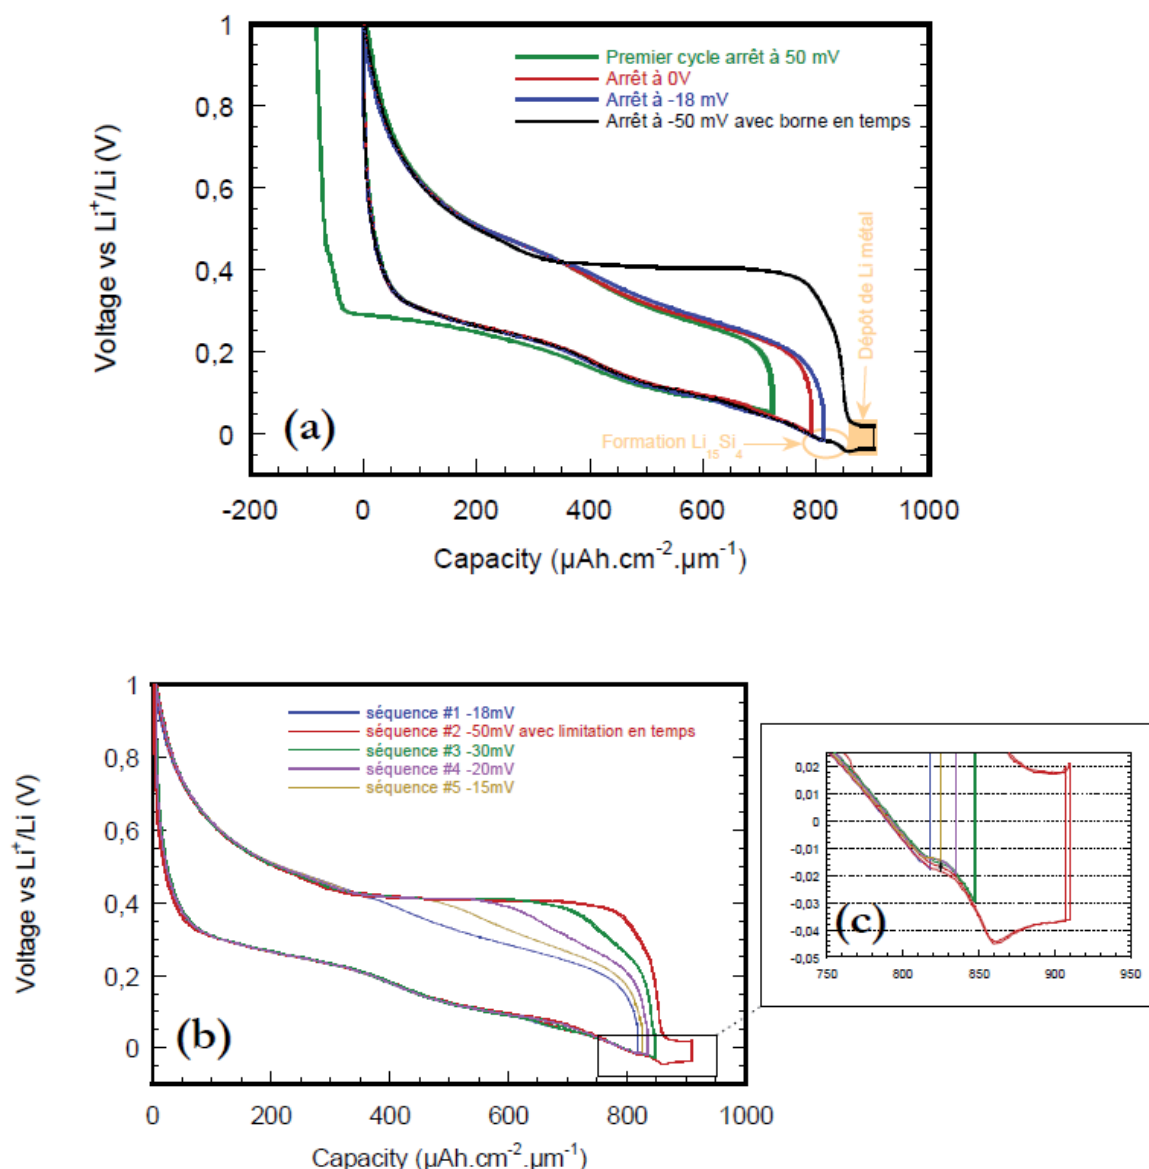 Premier cycle arrêt à 50 mV
Arrêt à 0V
Arrêt à -18 mV
Arrêt à -50 mV avec borne en temps
1
0,8
0,6
0,4
0,2
0
Voltage vs Li⁺/Li (V)
(a)
Formation Li₁₅Si₄
Dépôt de Li métal
-200 0 200 400 600 800 1000
Capacity (µAh.cm⁻².µm⁻¹)
séquence #1 -18mV
séquence #2 -50mV avec limitation en temps
séquence #3 -30mV
séquence #4 -20mV
séquence #5 -15mV
1
0,8
0,6
0,4
0,2
0
Voltage vs Li⁺/Li (V)
(b)
0 200 400 600 800 1000
Capacity (µAh.cm⁻².µm⁻¹)
0,02
0,01
0
-0,01
-0,02
-0,03
-0,04
-0,05
(c)
750 800 850 900 950